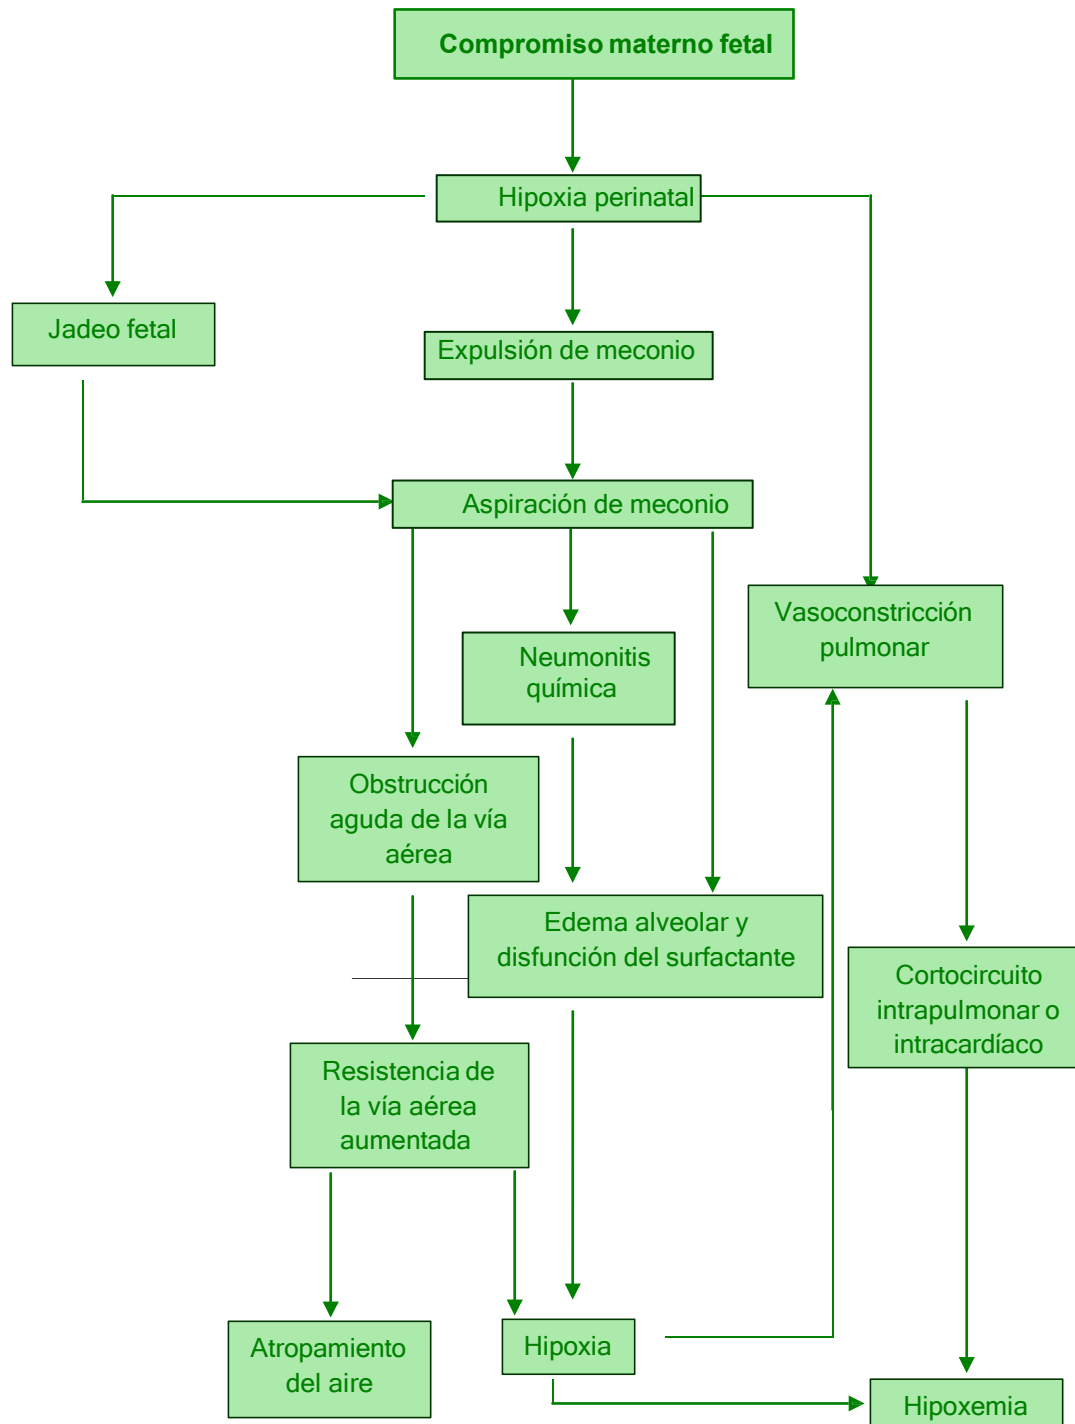 Compromiso materno fetal
Hipoxia perinatal
Jadeo fetal
Expulsión de meconio
Aspiración de meconio
Vasoconstricción
pulmonar
Neumonitis
química
Obstrucción
aguda de la vía
aérea
Edema alveolar y
disfunción del surfactante
Cortocircuito
intrapulmonar o
intracardíaco
Resistencia de
la vía aérea
aumentada
Atropamiento
del aire
Hipoxia
Hipoxemia